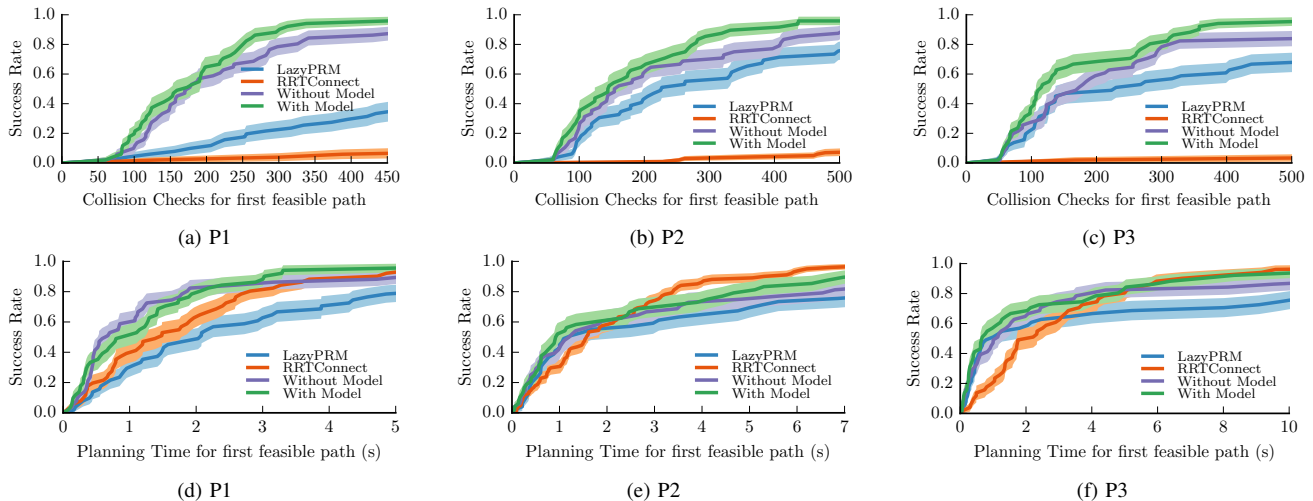 Success Rate
1.0
0.8
0.6
0.4
0.2
0.0
LazyPRM
RRTConnect
Without Model
With Model
0 50 100 150 200 250 300 350 400 450
Collision Checks for first feasible path
(a) P1
Success Rate
1.0
0.8
0.6
0.4
0.2
0.0
LazyPRM
RRTConnect
Without Model
With Model
0 100 200 300 400 500
Collision Checks for first feasible path
(b) P2
Success Rate
1.0
0.8
0.6
0.4
0.2
0.0
LazyPRM
RRTConnect
Without Model
With Model
0 100 200 300 400 500
Collision Checks for first feasible path
(c) P3
Success Rate
1.0
0.8
0.6
0.4
0.2
0.0
LazyPRM
RRTConnect
Without Model
With Model
0 1 2 3 4 5
Planning Time for first feasible path (s)
(d) P1
Success Rate
1.0
0.8
0.6
0.4
0.2
0.0
LazyPRM
RRTConnect
Without Model
With Model
0 1 2 3 4 5 6 7
Planning Time for first feasible path (s)
(e) P2
Success Rate
1.0
0.8
0.6
0.4
0.2
0.0
LazyPRM
RRTConnect
Without Model
With Model
0 2 4 6 8 10
Planning Time for first feasible path (s)
(f) P3